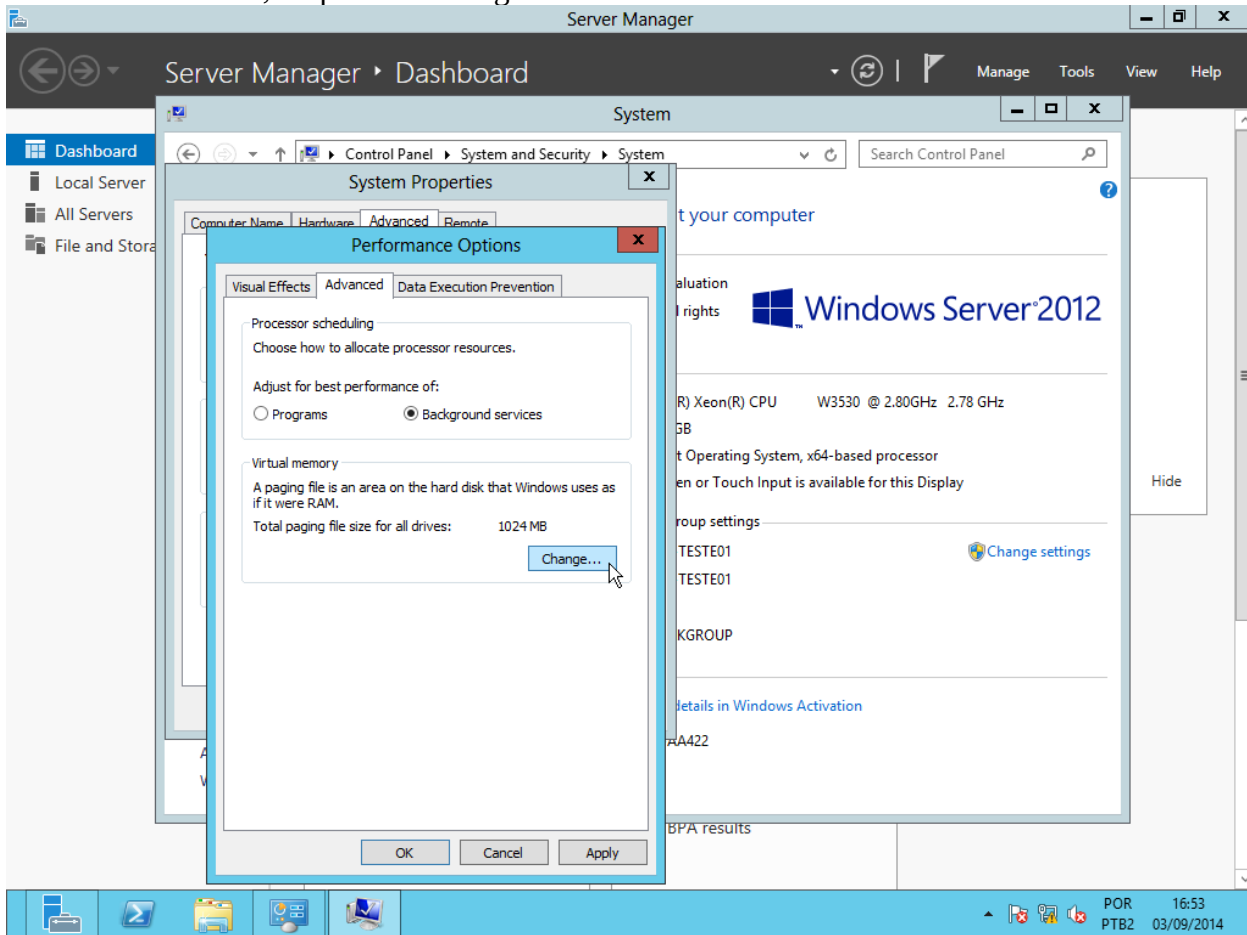 Server Manager
Server Manager • Dashboard
Manage Tools View Help
System
Dashboard
Local Server
All Servers
File and Stora
Control Panel System and Security System
Search Control Panel
System Properties
Computer Name Hardware Advanced Remote
t your computer
Performance Options
Visual Effects Advanced Data Execution Prevention
aluation
l rights
Windows Server 2012
Processor scheduling
Choose how to allocate processor resources.
Adjust for best performance of:
Programs Background services
R) Xeon(R) CPU W3530 @ 2.80GHz 2.78 GHz
GB
t Operating System, x64-based processor
en or Touch Input is available for this Display
Hide
Virtual memory
A paging file is an area on the hard disk that Windows uses as
if it were RAM.
Total paging file size for all drives: 1024 MB
Change...
roup settings
TESTE01
Change settings
TESTE01
KGROUP
details in Windows Activation
AA422
BPA results
OK Cancel Apply
POR 16:53
PTB2 03/09/2014